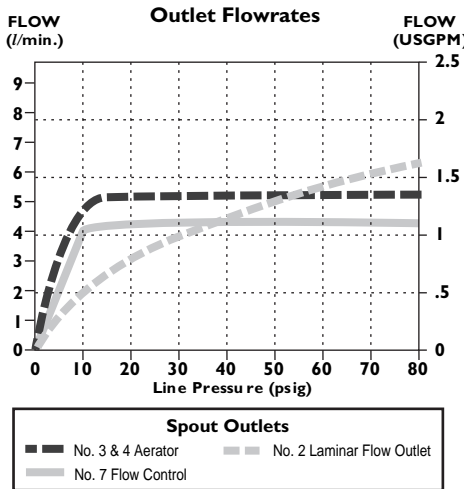 Outlet Flowrates
FLOW
(l/min.)
FLOW
(USGPM)
9
8
7
6
5
4
3
2
1
0
2.5
2
1.5
1
.5
0
0 10 20 30 40 50 60 70 80
Line Pressure (psig)
Spout Outlets
No. 3 & 4 Aerator
No. 2 Laminar Flow Outlet
No. 7 Flow Control